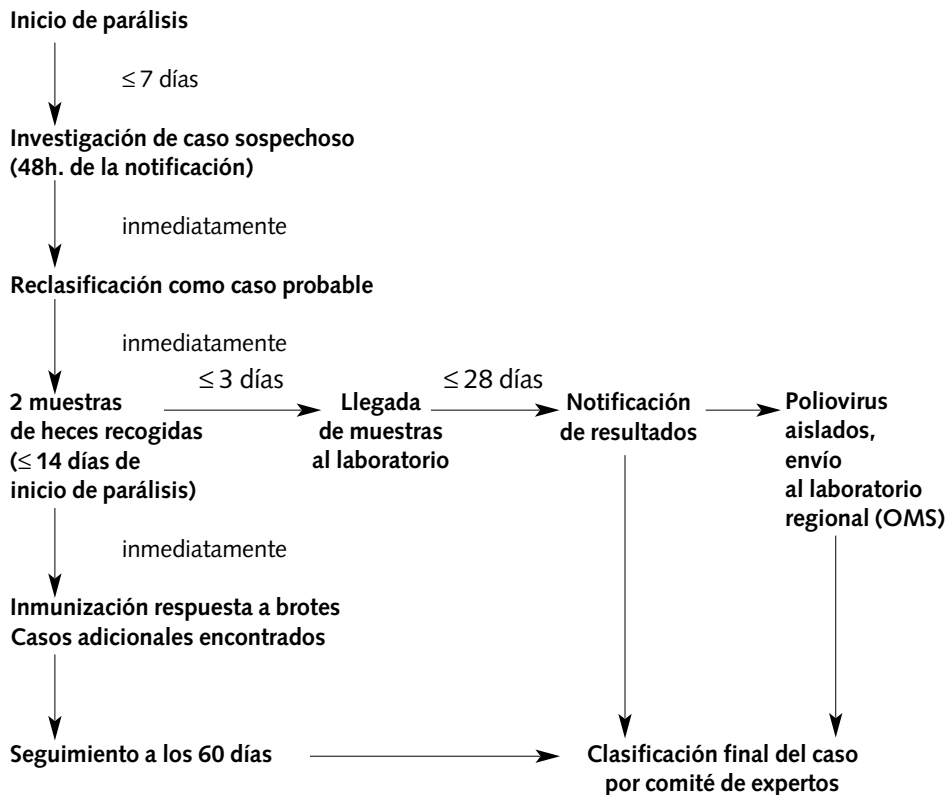 Inicio de parálisis
≤ 7 días
Investigación de caso sospechoso
(48h. de la notificación)
inmediatamente
Reclasificación como caso probable
inmediatamente
≤ 3 días
≤ 28 días
2 muestras
de heces recogidas
(≤ 14 días de
inicio de parálisis)
Llegada
de muestras
al laboratorio
Notificación
de resultados
Poliovirus
aislados,
envío
al laboratorio
regional (OMS)
inmediatamente
Inmunización respuesta a brotes
Casos adicionales encontrados
Seguimiento a los 60 días
Clasificación final del caso
por comité de expertos